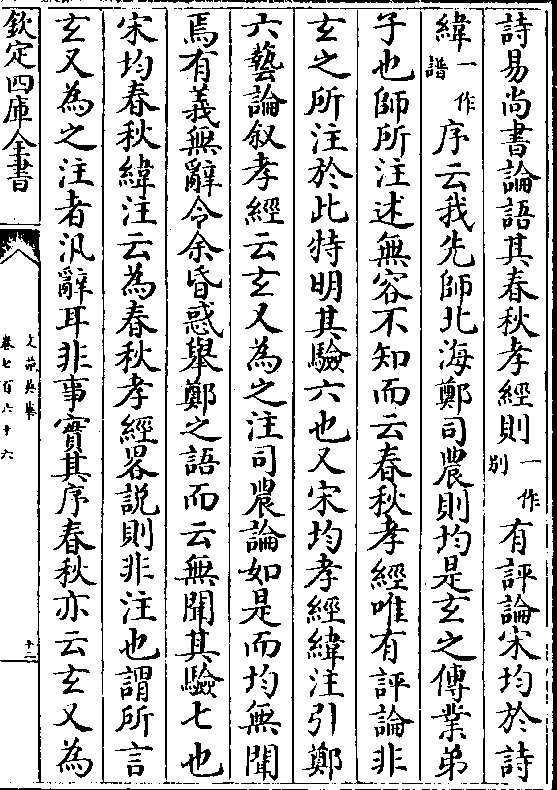 詩易尚書論語其春秋孝經則一作別有評論宋均於詩
緯一作譜序云我先師北海鄭司農則均是玄之傳業弟
子也師所注述無容不知而云春秋孝經唯有評論非
玄之所注於此特明其驗六也又宋均孝經緯注引鄭
六藝論叙孝經云玄又為之注司農論如是而均無聞
焉有義無辭令余昏惑舉鄭之語而云無聞其驗七也
宋均春秋緯注云為春秋孝經畧説則非注也謂所言
玄又為之注者汎辭耳非事實其序春秋亦云玄又為
欽定四庫全書
文苑英華
卷七百六十六